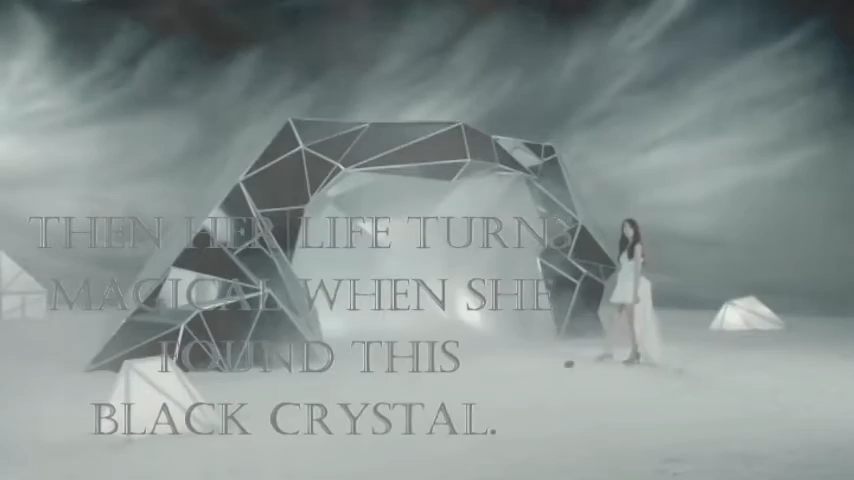 THEN HER LIFE TURNS
MAGICAL WHEN SHE
FOUND THIS
BLACK CRYSTAL.